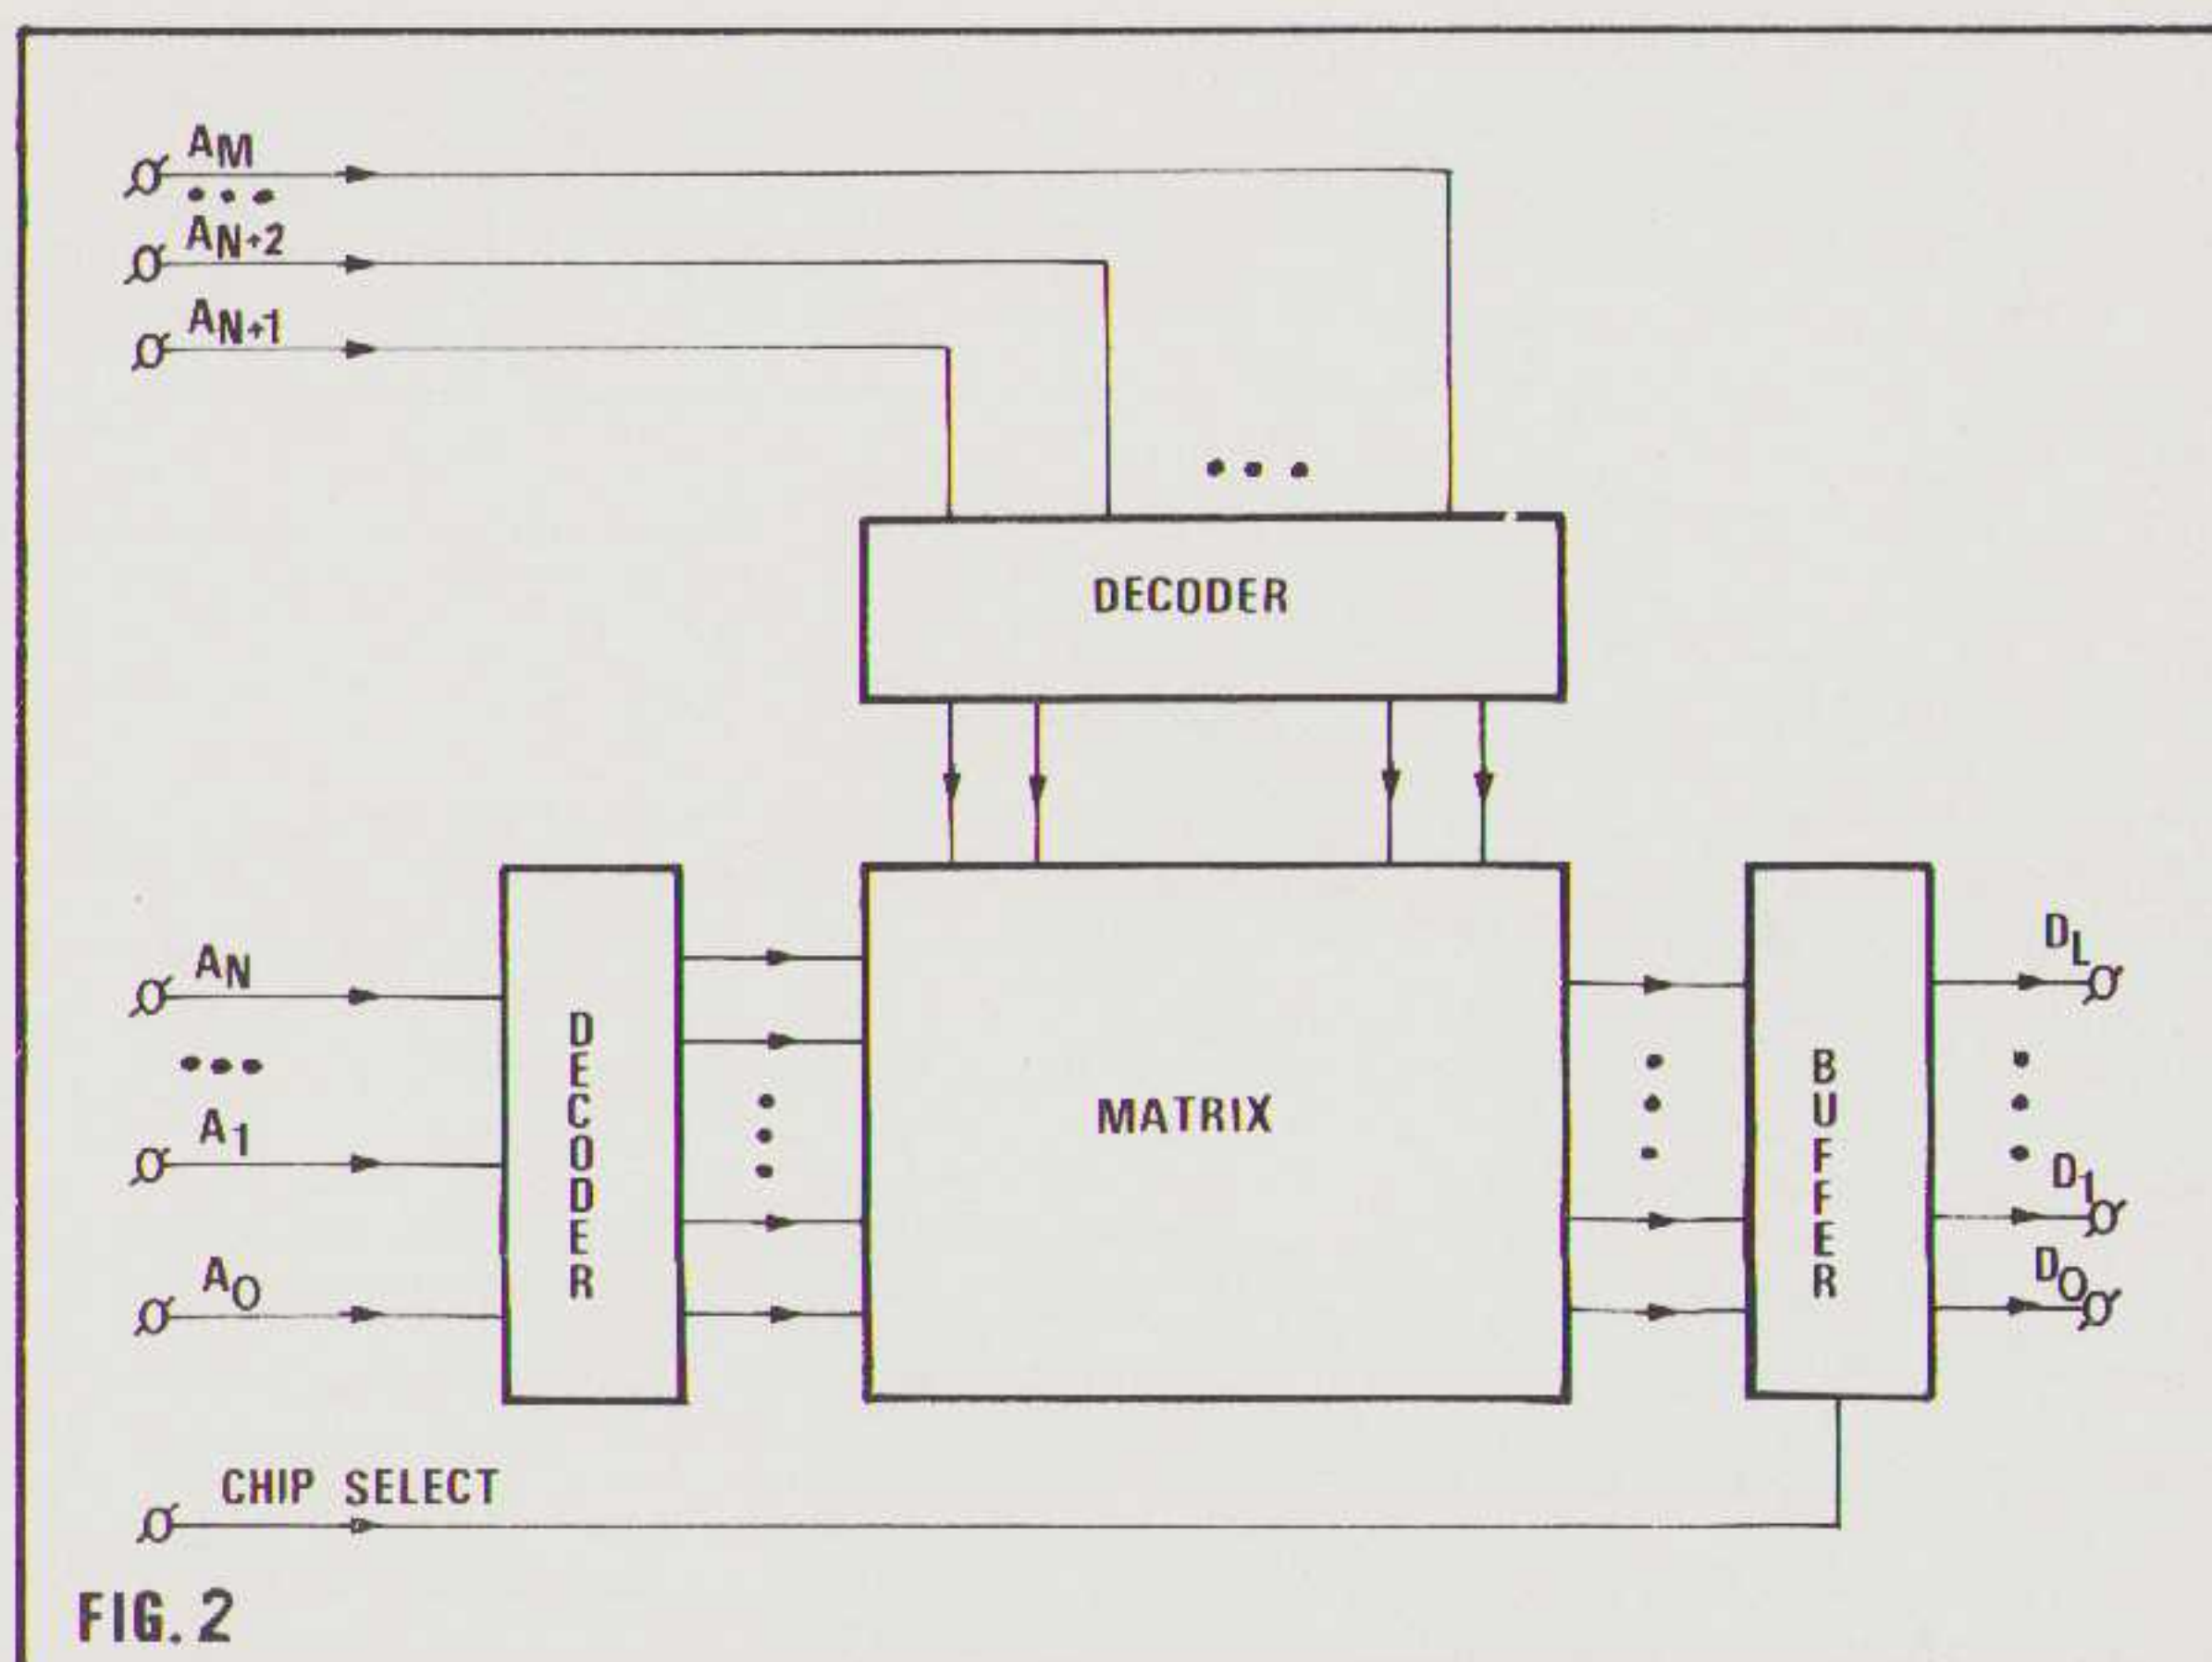 AM
AN+2
AN+1
DECODER
AN
A1
A0
DECODER
MATRIX
BUFFER
DL
D1
D0
CHIP SELECT
FIG. 2